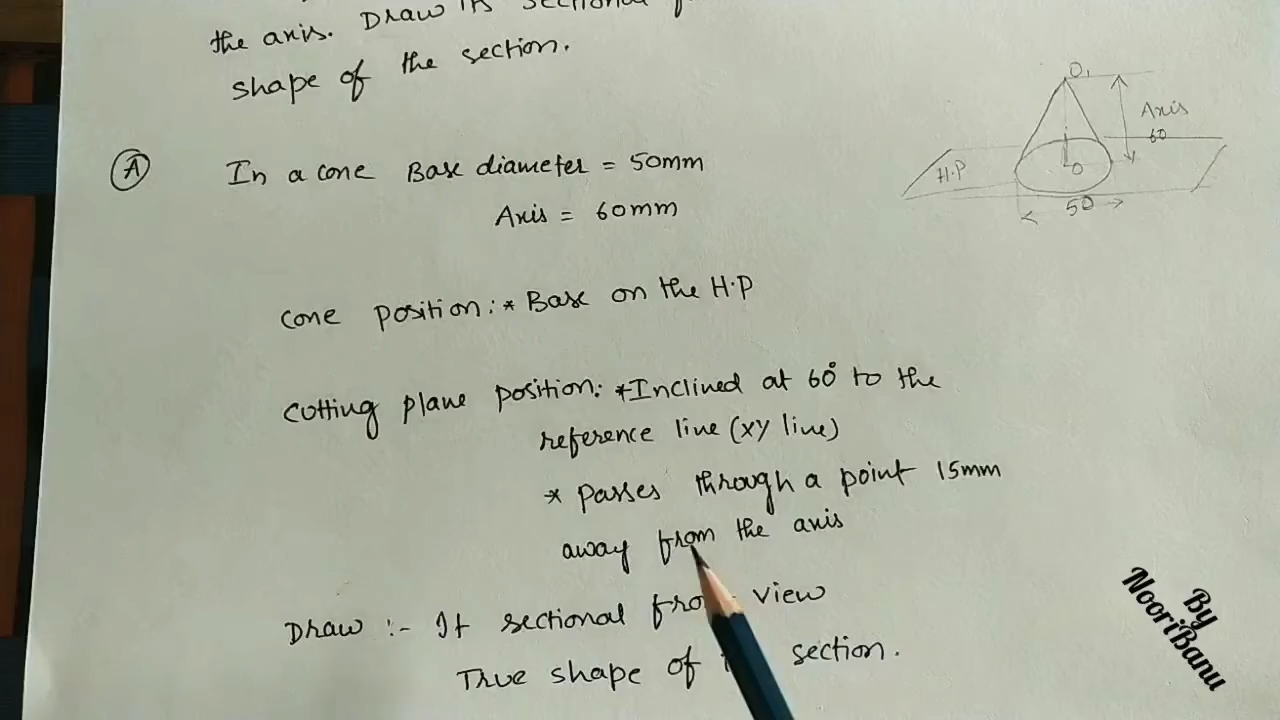 the axis. Draw its sectional
shape of the section.
A In a cone Base diameter = 50mm
Axis = 60mm
O1
Axis
60
H.P
O
50
Cone position: * Base on the H.P
Cutting plane position: *Inclined at 60° to the
reference line (xy line)
* Passes through a point 15mm
away from the axis
Draw :- It sectional view
True shape of section.
By
NooriBanu